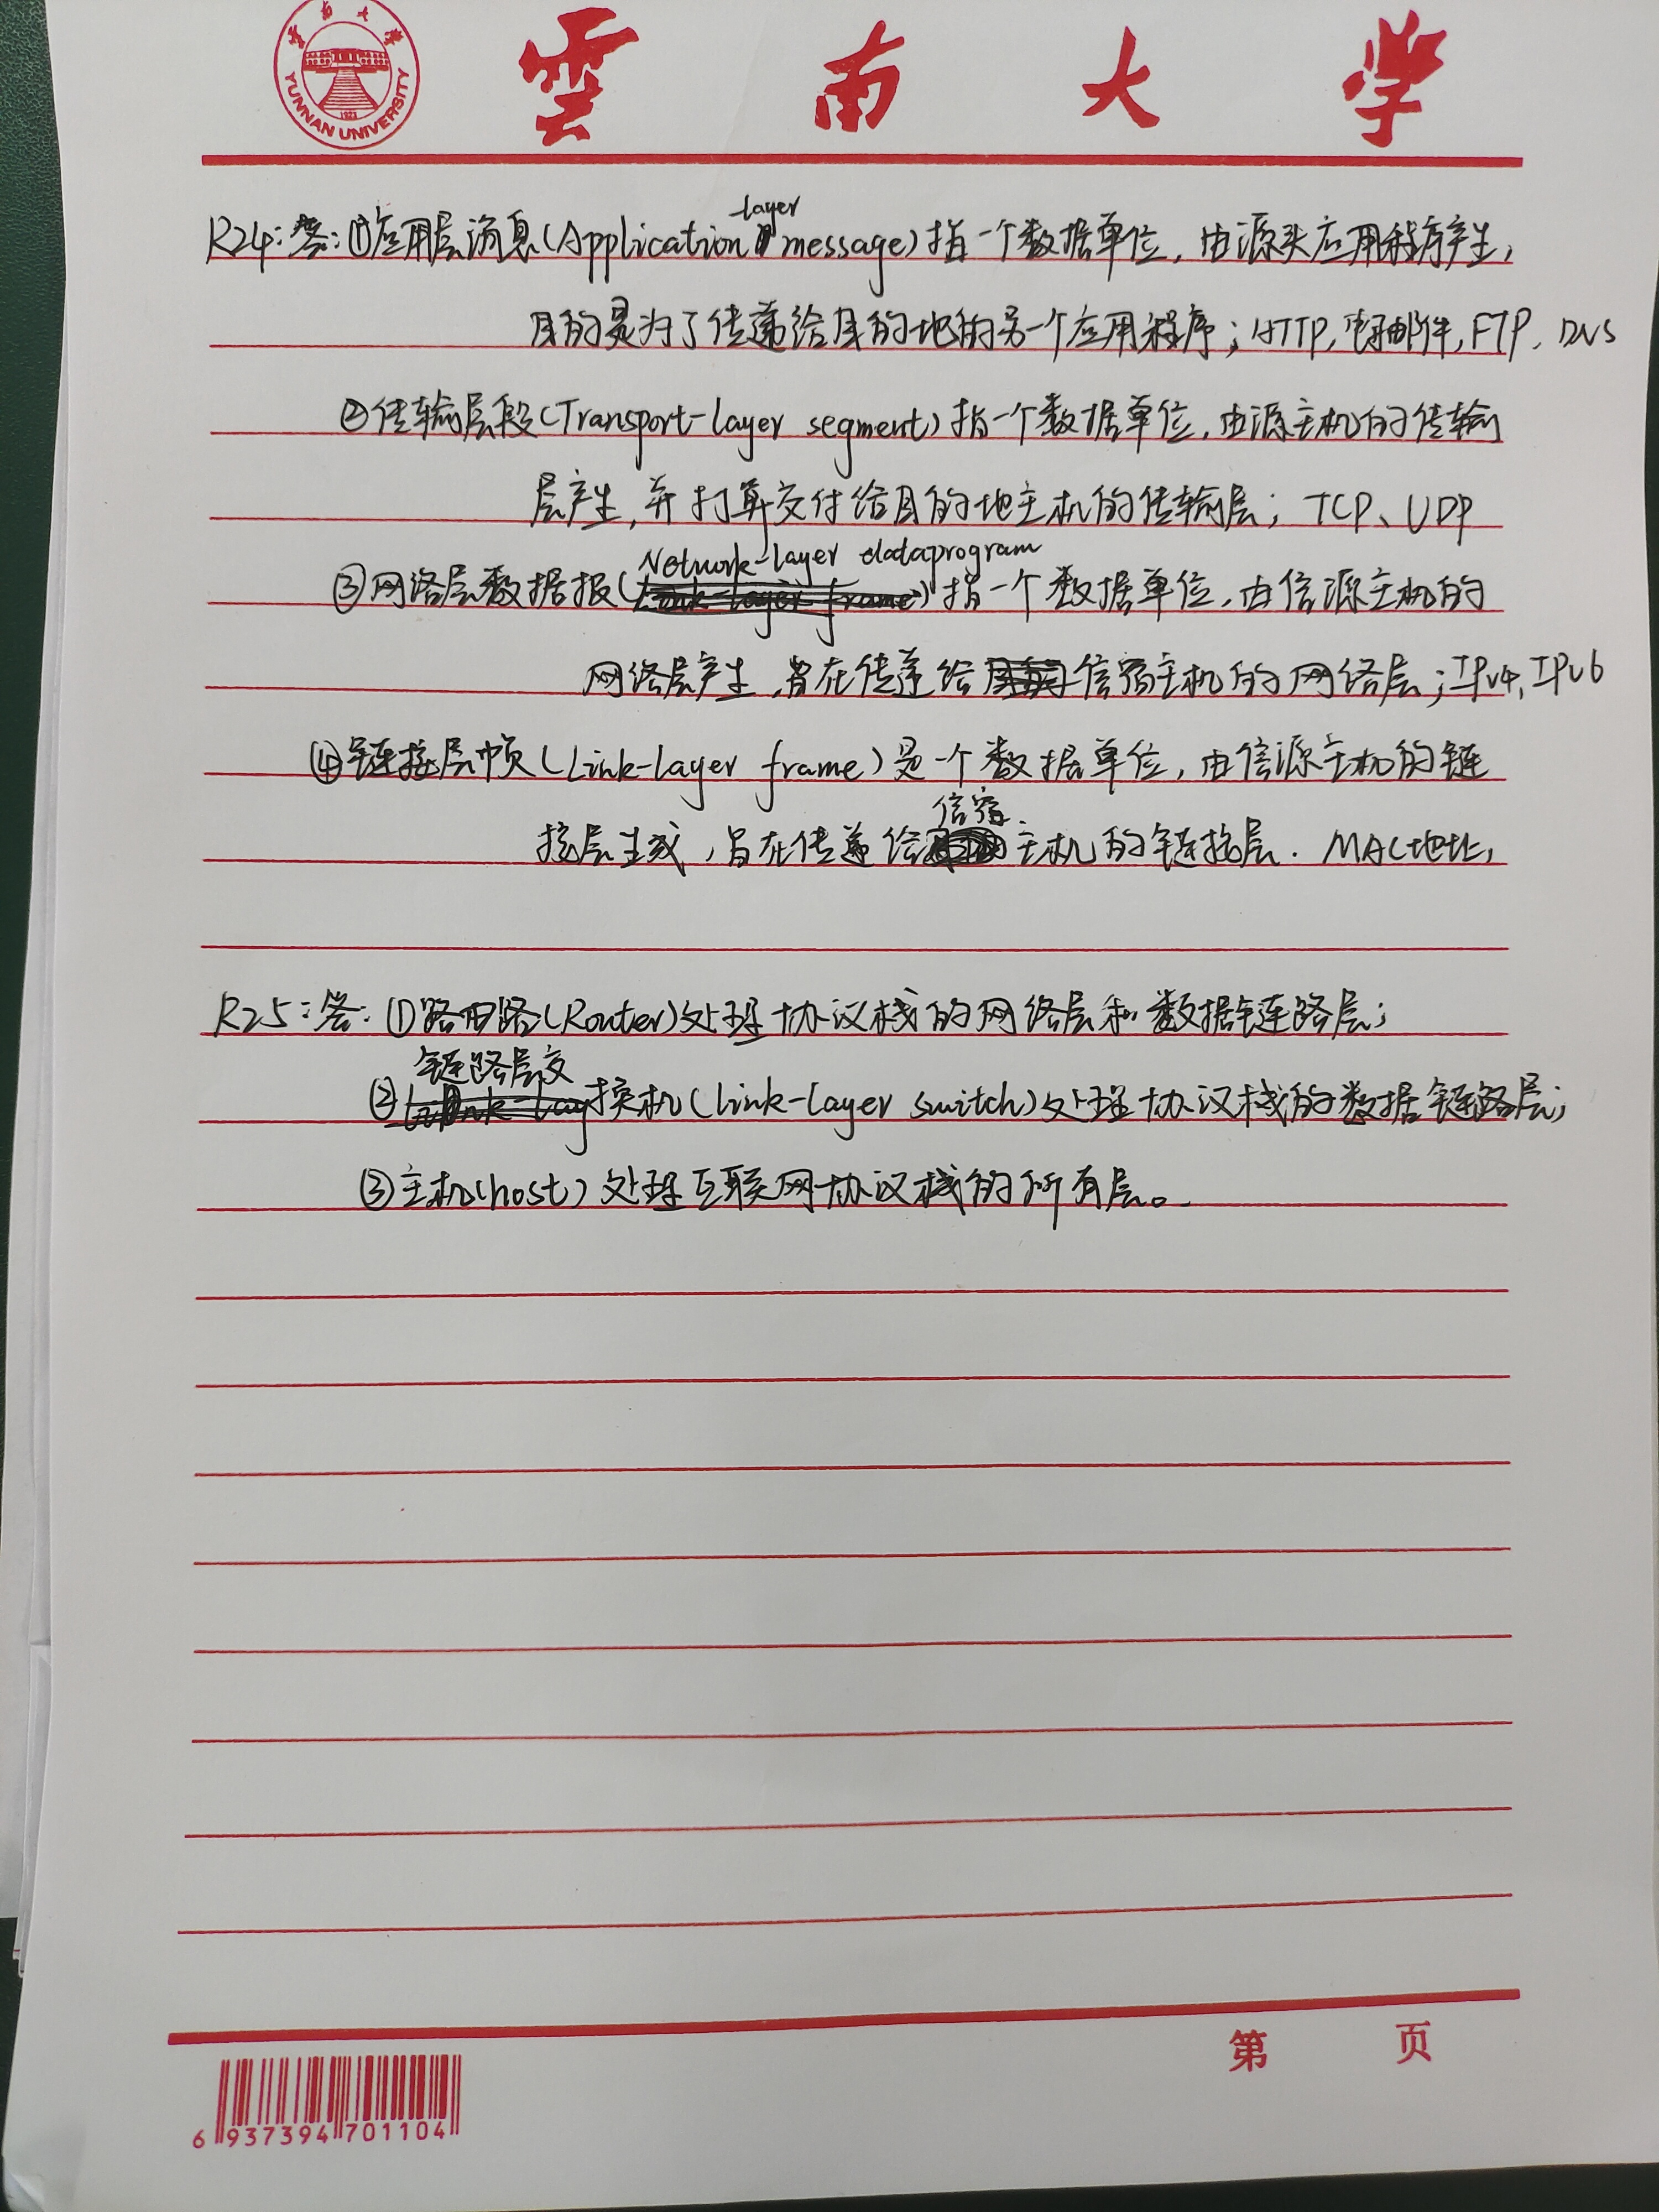 雲南大学
YUNNAN UNIVERSITY
1923
雲南大学
layer
R24:答:①应用层消息(Application message)指一个数据单位,由源头应用程序产生,
目的是为了传递给目的地的另一个应用程序;HTTP,电子邮件,FTP、DNS
②传输层段(Transport-layer segment)指一个数据单位,由源主机的传输
层产生,并打算交付给目的地主机的传输层;TCP、UDP
Network-layer dataprogram
③网络层数据报()指一个数据单位,由信源主机的
网络层产生,旨在传递给信宿主机的网络层;IPv4,IPv6
④链接层帧(Link-layer frame)是一个数据单位,由信源主机的链
信宿
接层生成,旨在传递给主机的链接层.MAC地址,
R25:答:①路由路(Router)处理协议栈的网络层和数据链路层;
链路层交
②换机(link-layer switch)处理协议栈的数据链路层;
③主机(host)处理互联网协议栈的所有层。
第 页
6 937394 701104